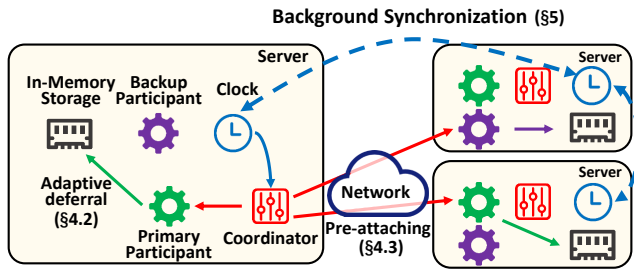 Background Synchronization (§5)
Server
In-Memory
Storage
Backup
Participant
Clock
Adaptive
deferral
(§4.2)
Primary
Participant
Coordinator
Network
Pre-attaching
(§4.3)
Server
Server